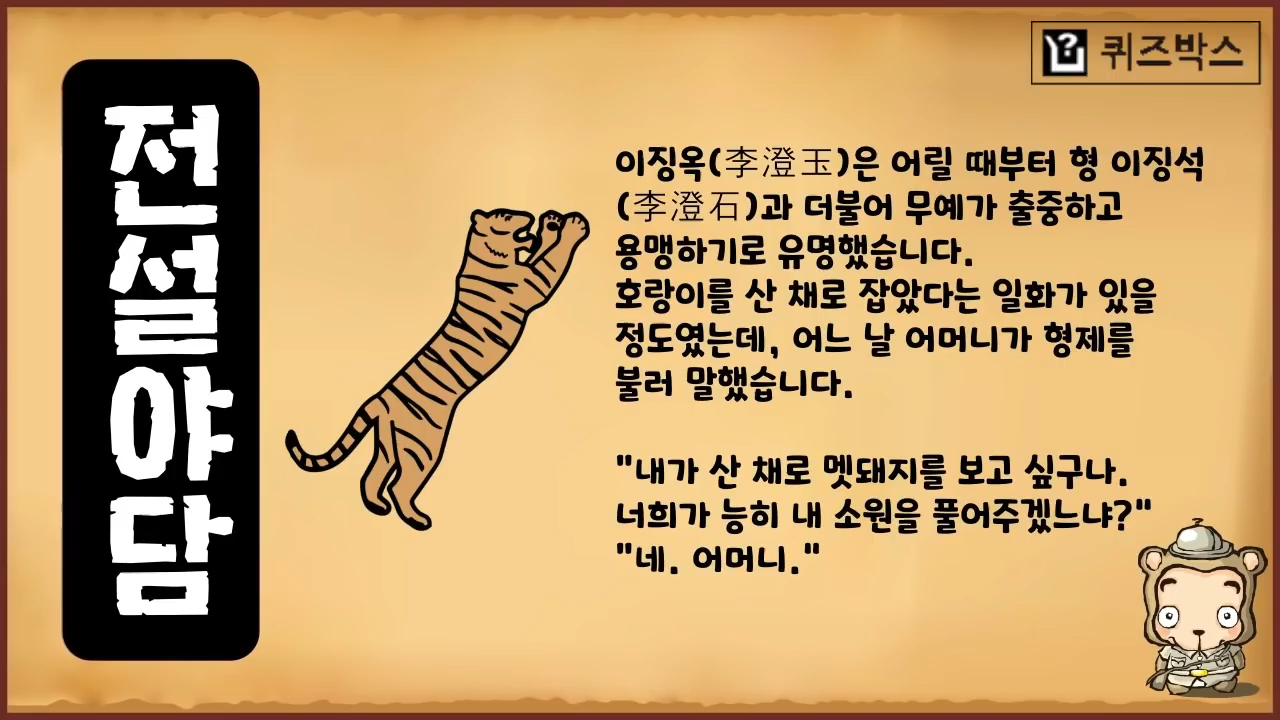 퀴즈박스
전설야담
이징옥(李澄玉)은 어릴 때부터 형 이징석
(李澄石)과 더불어 무예가 출중하고
용맹하기로 유명했습니다.
호랑이를 산 채로 잡았다는 일화가 있을
정도였는데, 어느 날 어머니가 형제를
불러 말했습니다.
"내가 산 채로 멧돼지를 보고 싶구나.
너희가 능히 내 소원을 풀어주겠느냐?"
"네. 어머니."